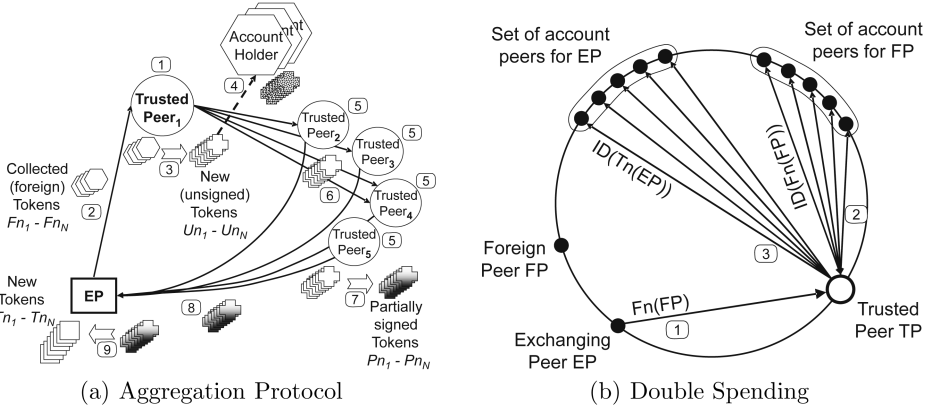 Account
Holder
nt
1
4
Trusted
Peer1
5
Trusted
Peer2
5
Trusted
Peer3
3
New
(unsigned)
Tokens
Un1 - UnN
6
5
Trusted
Peer4
Collected
(foreign)
Tokens
Fn1 - FnN
2
Trusted
Peer5
5
New
Tokens
Tn1 - TnN
EP
8
7
Partially
signed
Tokens
Pn1 - PnN
9
(a) Aggregation Protocol
Set of account
peers for EP
Set of account
peers for FP
ID(Tn(EP))
ID(Fn(FP))
2
3
Foreign
Peer FP
Fn(FP)
1
Trusted
Peer TP
Exchanging
Peer EP
(b) Double Spending